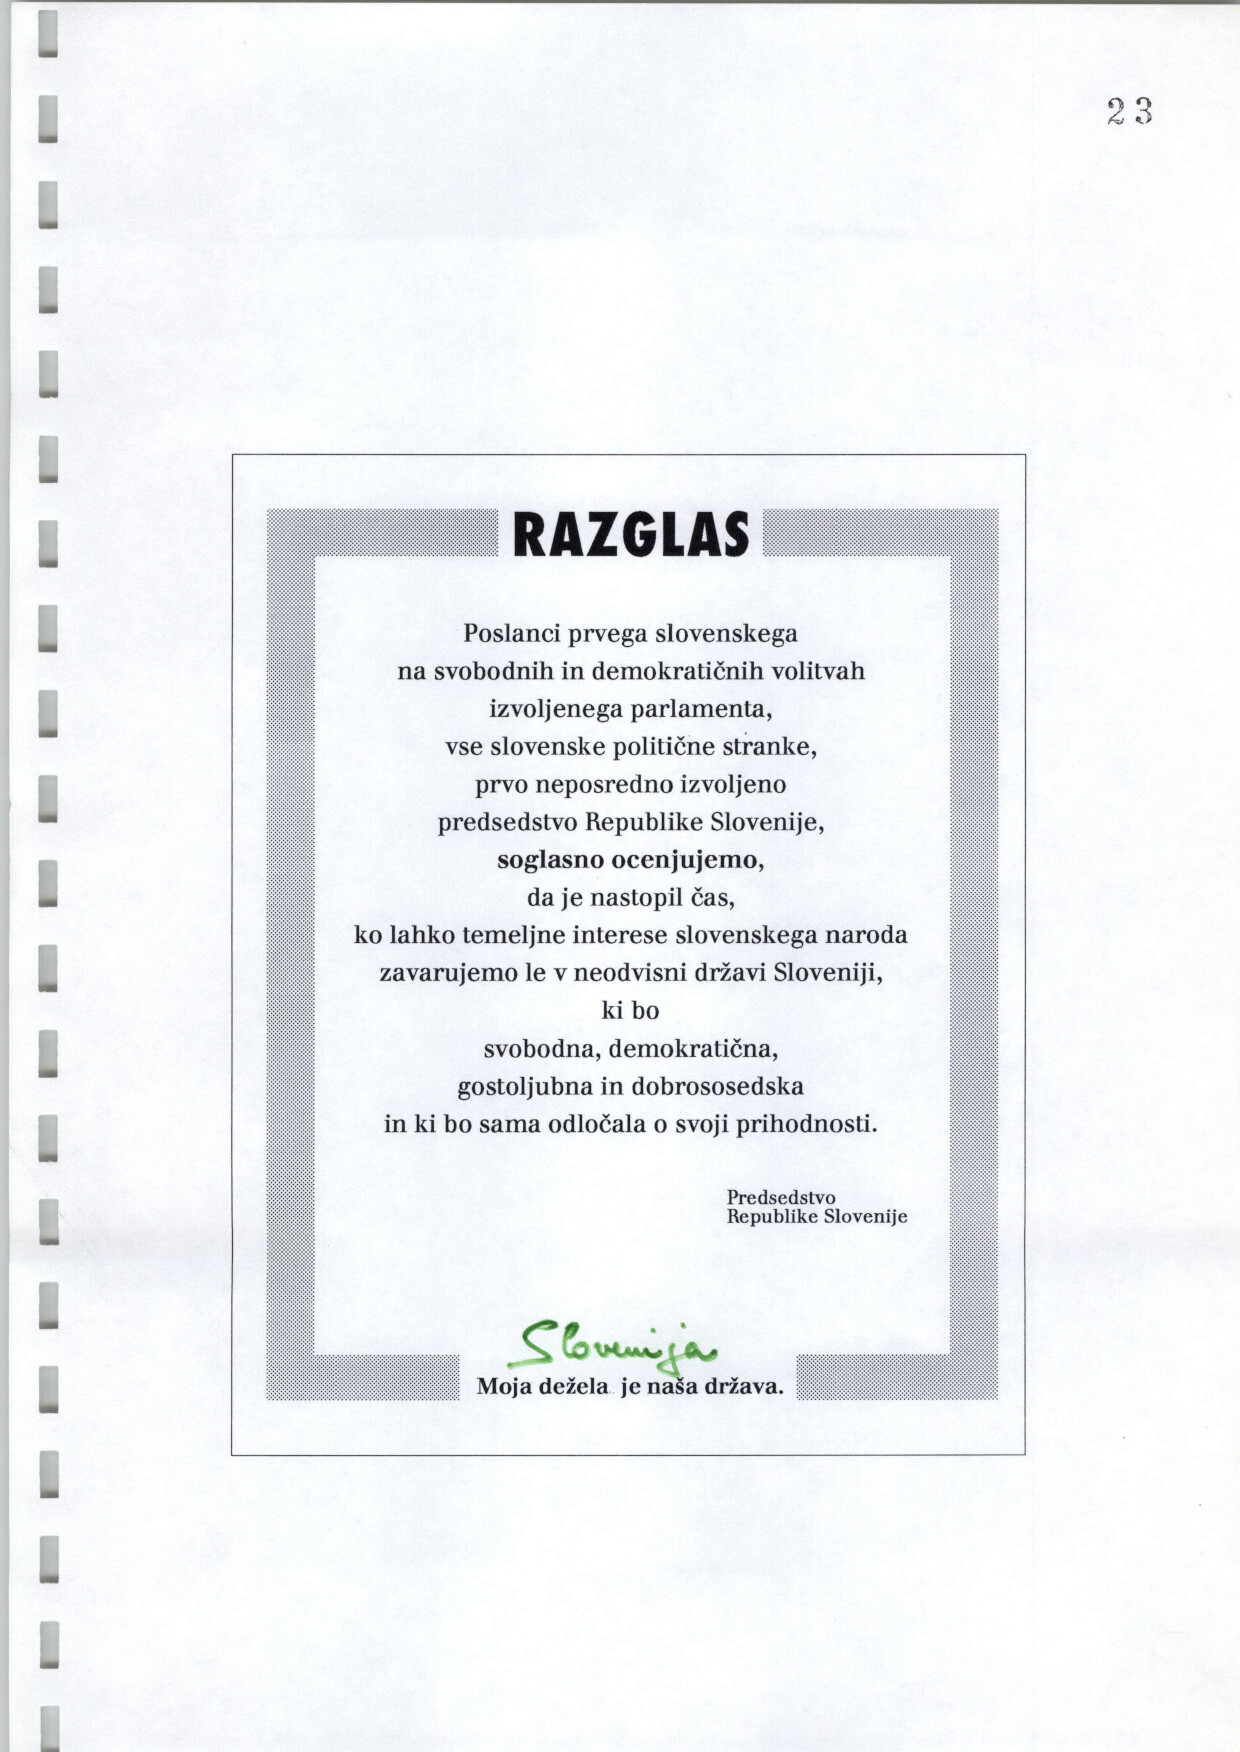 23
RAZGLAS
Poslanci prvega slovenskega
na svobodnih in demokratičnih volitvah
izvoljenega parlamenta,
vse slovenske politične stranke,
prvo neposredno izvoljeno
predsedstvo Republike Slovenije,
soglasno ocenjujemo,
da je nastopil čas,
ko lahko temeljne interese slovenskega naroda
zavarujemo le v neodvisni državi Sloveniji,
ki bo
svobodna, demokratična,
gostoljubna in dobrososedska
in ki bo sama odločala o svoji prihodnosti.
Predsedstvo
Republike Slovenije
Slovenija
Moja dežela je naša država.